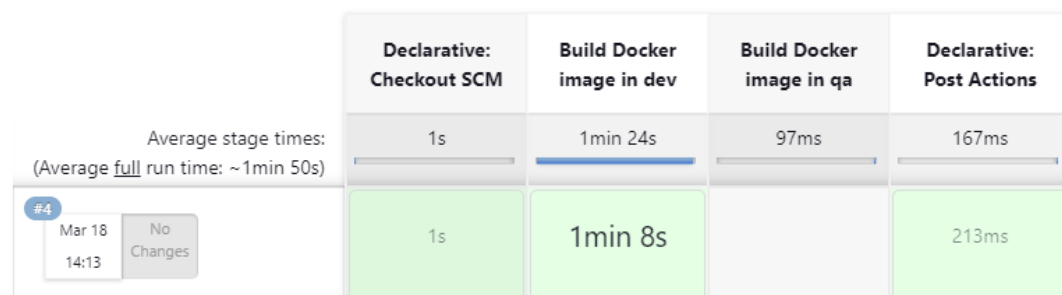 Declarative:
Checkout SCM
Build Docker
image in dev
Build Docker
image in qa
Declarative:
Post Actions
Average stage times:
(Average full run time: ~1min 50s)
1s
1min 24s
97ms
167ms
#4
Mar 18
14:13
No
Changes
1s
1min 8s
213ms